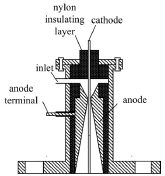 nylon
insulating
layer
cathode
inlet
anode
terminal
anode